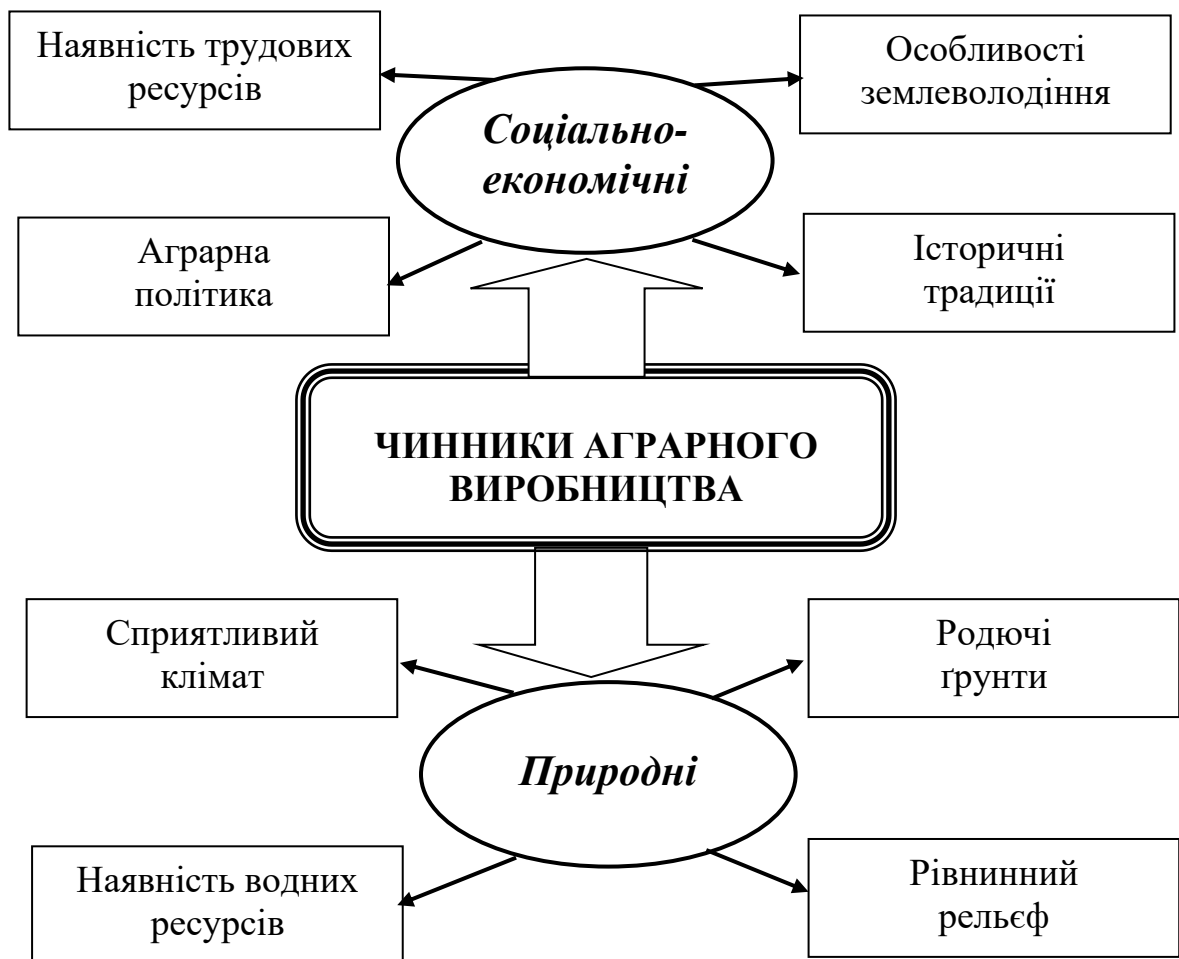 Наявність трудових
ресурсів
Особливості
землеволодіння
Соціально-
економічні
Аграрна
політика
Історичні
традиції
ЧИННИКИ АГРАРНОГО
ВИРОБНИЦТВА
Сприятливий
клімат
Родючі
ґрунти
Природні
Наявність водних
ресурсів
Рівнинний
рельєф